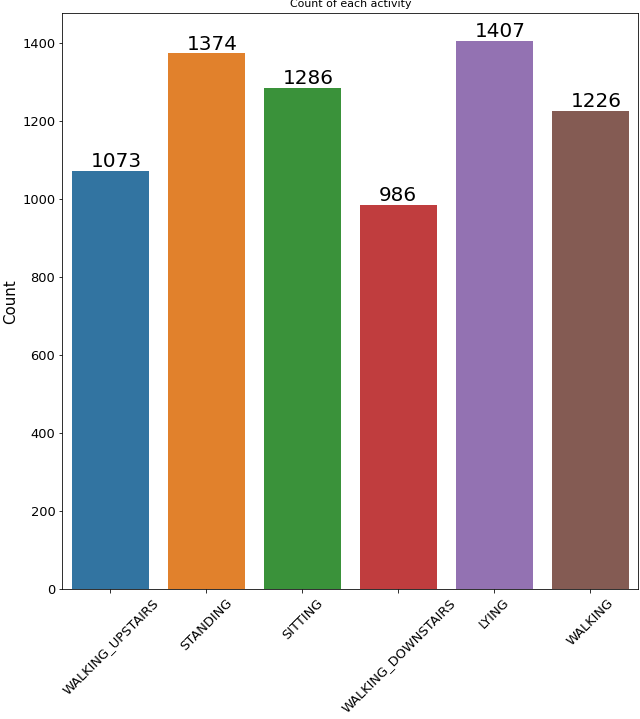 Count of each activity
1400
1200
1000
800
600
400
200
0
Count
1073
1374
1286
986
1407
1226
WALKING_UPSTAIRS
STANDING
SITTING
WALKING_DOWNSTAIRS
LYING
WALKING